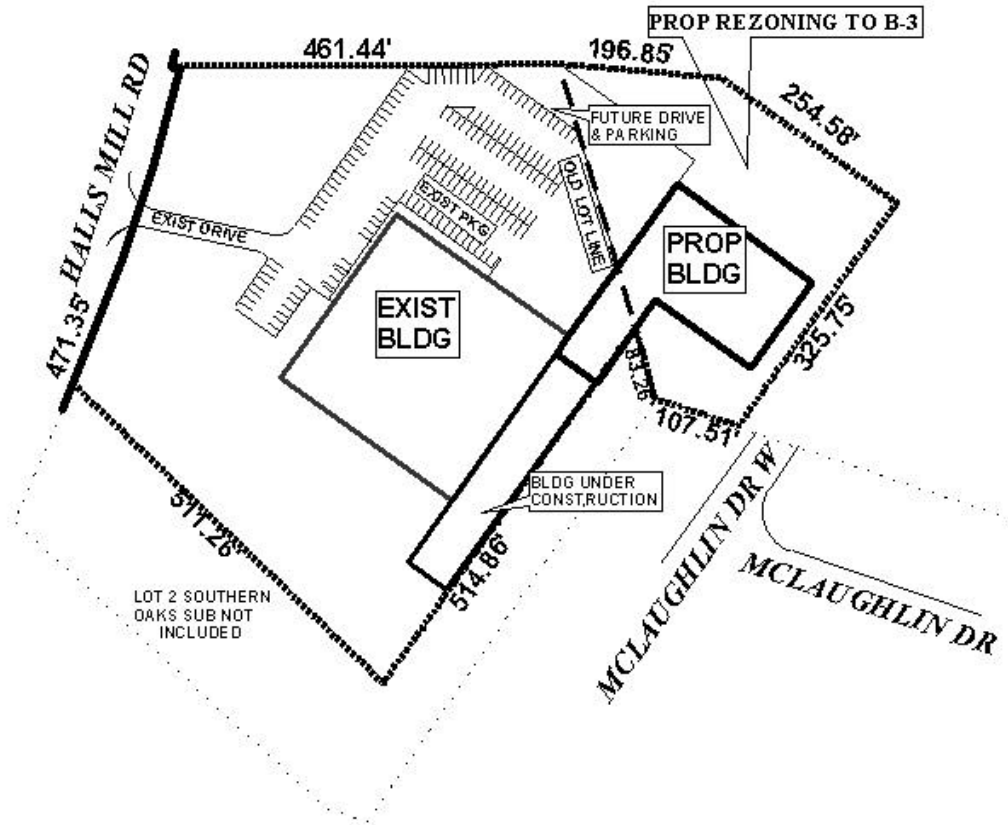 PROP REZONING TO B-3
461.44'
196.85'
254.58'
HALLS MILL RD
FUTURE DRIVE
& PARKING
OLD LOT LINE
EXIST PKG
EXIST DRIVE
PROP
BLDG
EXIST
BLDG
471.35'
325.75'
83.26'
107.51'
BLDG UNDER
CONST,RUCTION
511.26'
514.86'
LOT 2 SOUTHERN
OAKS SUB NOT
INCLUDED
MCLAUGHLIN DR W
MCLAUGHLIN DR